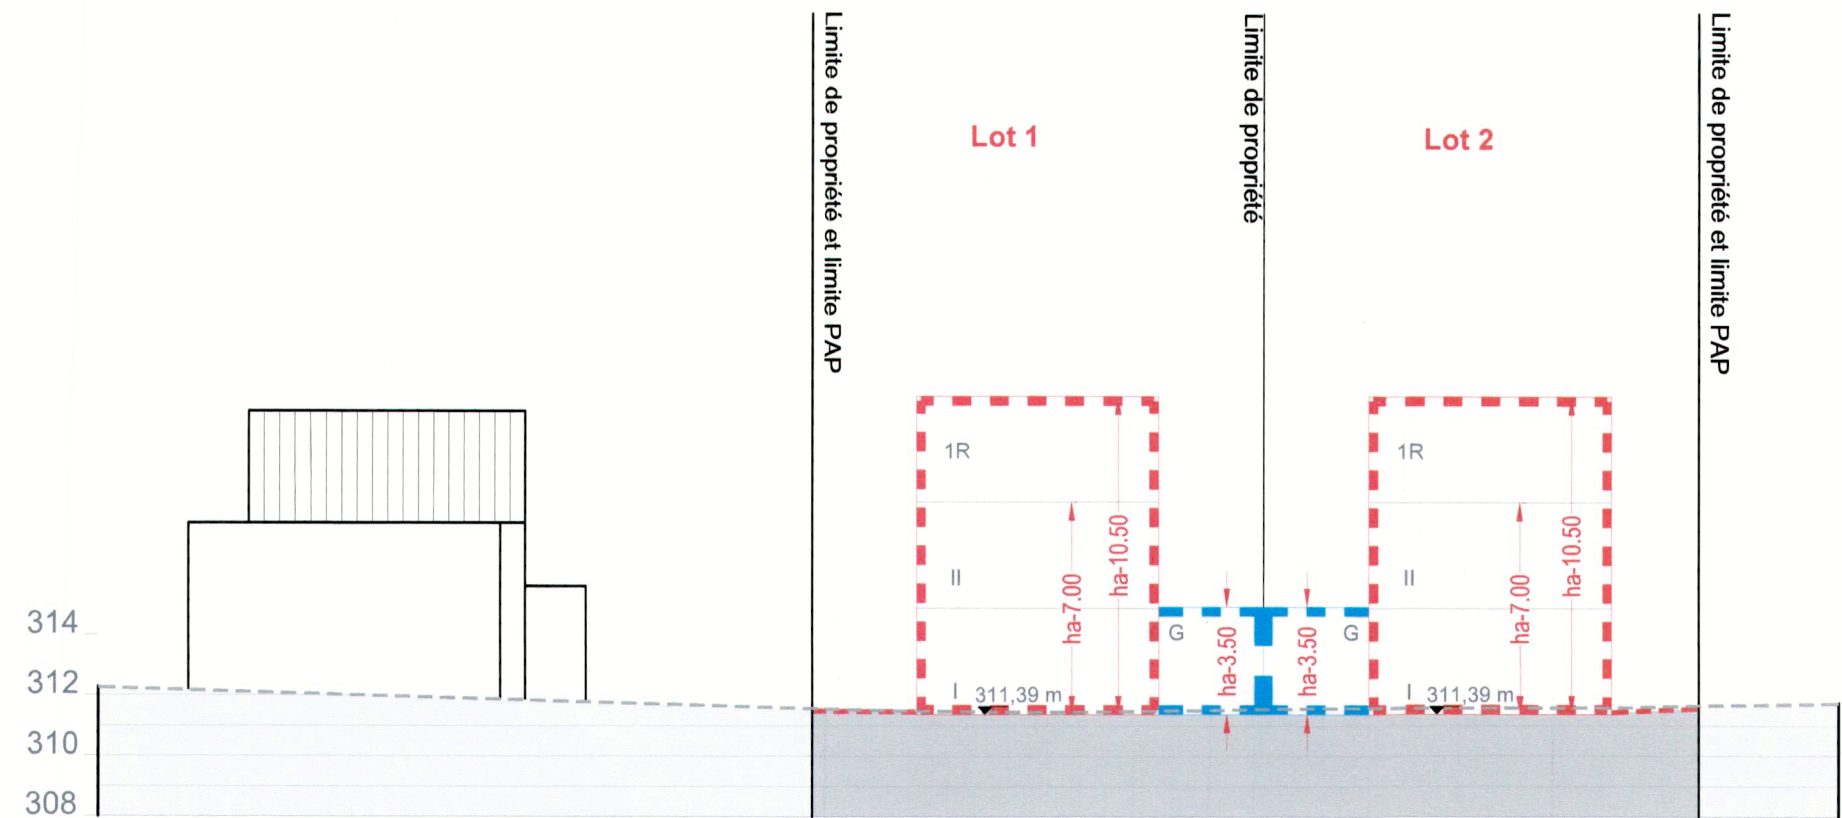 Limite de propriété et limite PAP
Limite de propriété
Limite de propriété et limite PAP
Lot 1
Lot 2
1R
1R
II
II
ha-7.00
ha-10.50
ha-7.00
ha-10.50
G
G
ha-3.50
ha-3.50
I
311,39 m
I
311,39 m
314
312
310
308